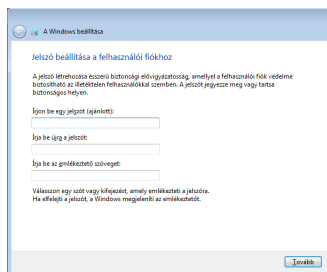 A Windows beállítása
Jelszó beállítása a felhasználói fiókhoz
A jelszó létrehozása ésszerű biztonsági elővigyázatosság, amellyel a felhasználói fiók védelme
biztosítható az illetéktelen felhasználókkal szemben. A jelszót jegyezze meg vagy tartsa
biztonságos helyen.
Írjon be egy jelszót (ajánlott):
Írja be újra a jelszót:
Írja be az emlékeztető szöveget:
Válasszon egy szót vagy kifejezést, amely emlékezteti a jelszóra.
Ha elfelejti a jelszót, a Windows megjeleníti az emlékeztetőt.
Tovább